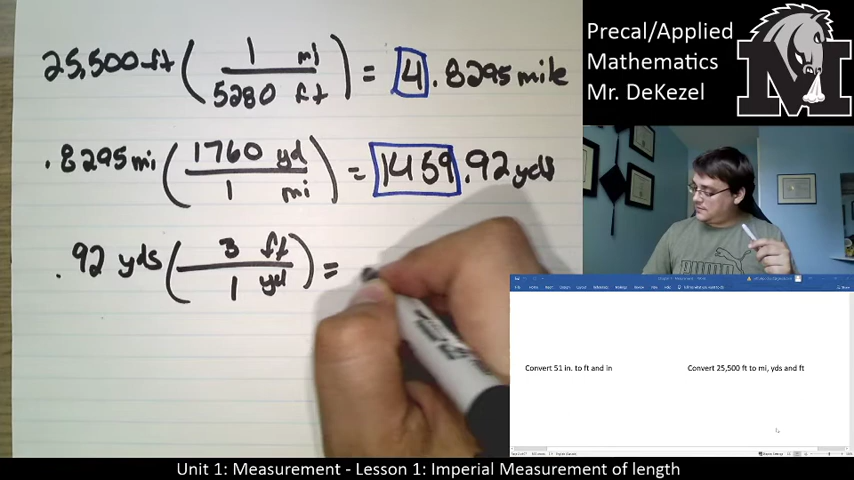 25,500 ft ( 1 mi / 5280 ft ) = 4.8295 mile
.8295 mi ( 1760 yd / 1 mi ) = 1459.92 yds
.92 yds ( 3 ft / 1 yd ) =
Precal/Applied
Mathematics
Mr. DeKezel
M
PUMA
Convert 51 in. to ft and in
Convert 25,500 ft to mi, yds and ft
Unit 1: Measurement - Lesson 1: Imperial Measurement of length